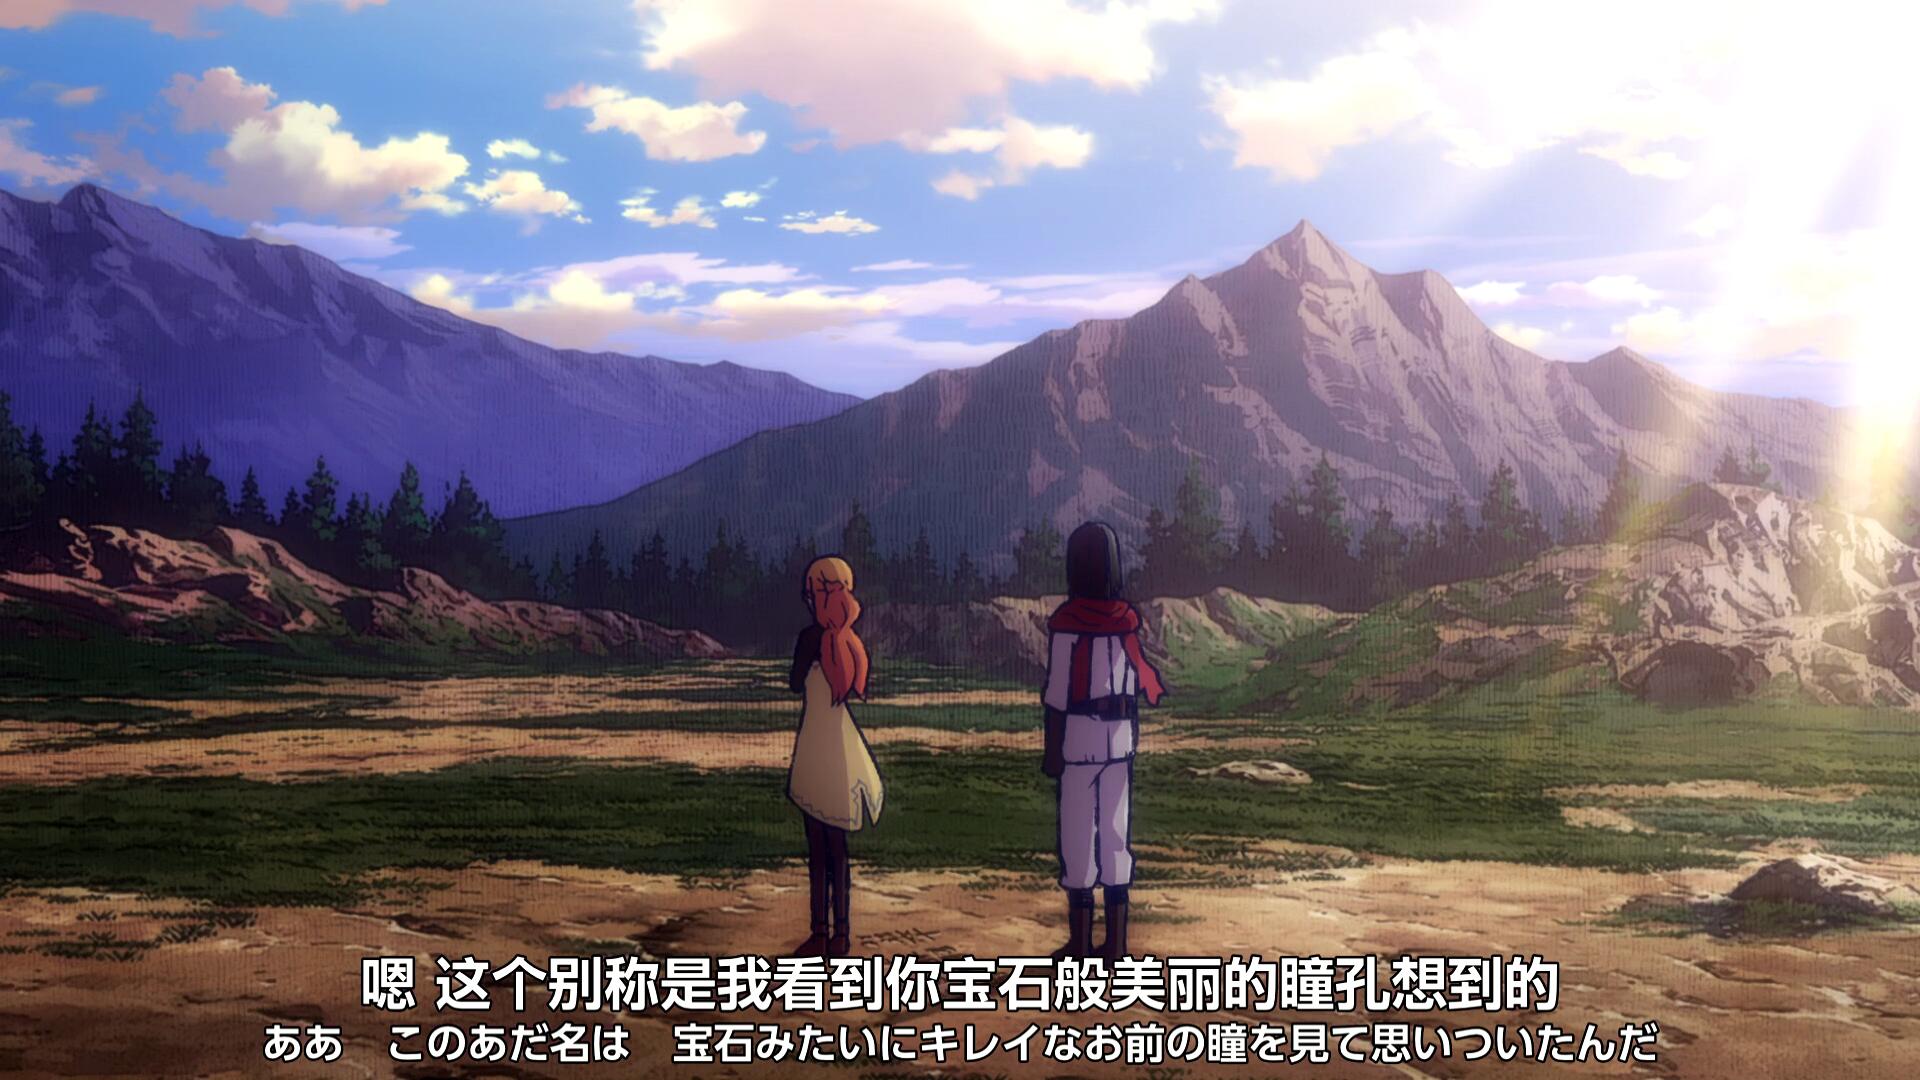 嗯 这个别称是我看到你宝石般美丽的瞳孔想到的
ああ　このあだ名は　宝石みたいにキレイなお前の瞳を見て思いついたんだ